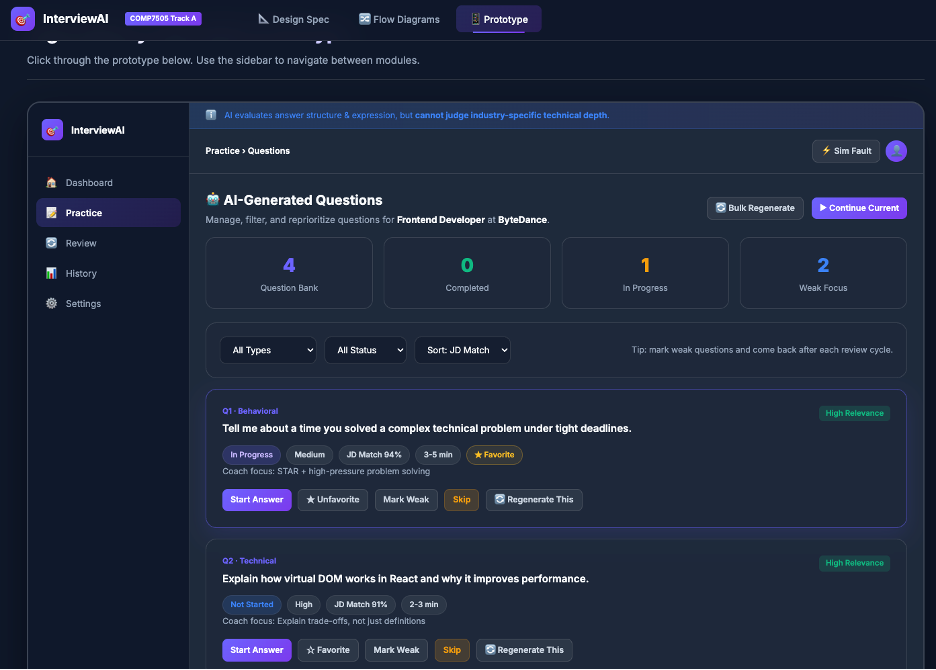 InterviewAI
COMP7505 Track A
Design Spec
Flow Diagrams
Prototype
Click through the prototype below. Use the sidebar to navigate between modules.
InterviewAI
AI evaluates answer structure & expression, but cannot judge industry-specific technical depth.
Practice › Questions
Sim Fault
Dashboard
Practice
Review
History
Settings
AI-Generated Questions
Manage, filter, and reprioritize questions for Frontend Developer at ByteDance.
Bulk Regenerate
Continue Current
4
Question Bank
0
Completed
1
In Progress
2
Weak Focus
All Types
All Status
Sort: JD Match
Tip: mark weak questions and come back after each review cycle.
Q1 · Behavioral
High Relevance
Tell me about a time you solved a complex technical problem under tight deadlines.
In Progress
Medium
JD Match 94%
3-5 min
★ Favorite
Coach focus: STAR + high-pressure problem solving
Start Answer
★ Unfavorite
Mark Weak
Skip
Regenerate This
Q2 · Technical
High Relevance
Explain how virtual DOM works in React and why it improves performance.
Not Started
High
JD Match 91%
2-3 min
Coach focus: Explain trade-offs, not just definitions
Start Answer
☆ Favorite
Mark Weak
Skip
Regenerate This